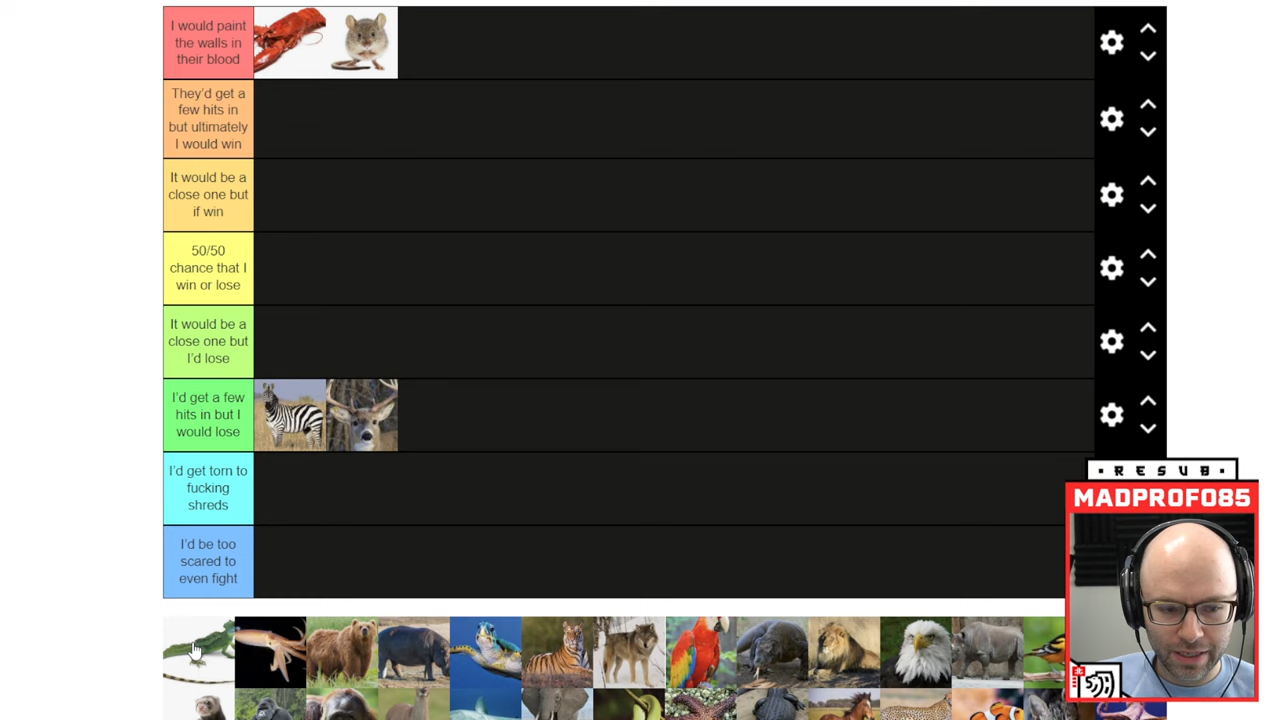 I would paint
the walls in
their blood
They'd get a
few hits in
but ultimately
I would win
It would be a
close one but
if win
50/50
chance that I
win or lose
It would be a
close one but
I'd lose
I'd get a few
hits in but I
would lose
I'd get torn to
fucking
shreds
I'd be too
scared to
even fight
RESUB
MADPROF085